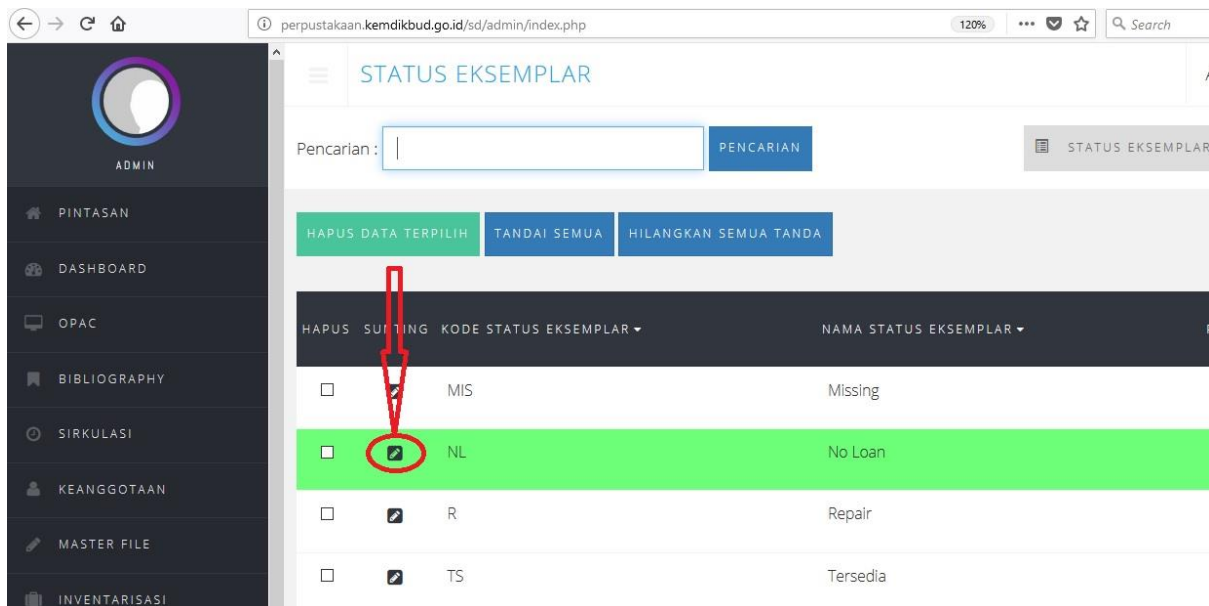 perpustakaan.kemdikbud.go.id/sd/admin/index.php 120% Search
STATUS EKSEMPLAR
ADMIN
Pencarian : PENCARIAN STATUS EKSEMPLAR
PINTASAN
DASHBOARD
OPAC
BIBLIOGRAPHY
SIRKULASI
KEANGGOTAAN
MASTER FILE
INVENTARISASI
HAPUS DATA TERPILIH TANDAI SEMUA HILANGKAN SEMUA TANDA
HAPUS SUNTING KODE STATUS EKSEMPLAR NAMA STATUS EKSEMPLAR
MIS Missing
NL No Loan
R Repair
TS Tersedia